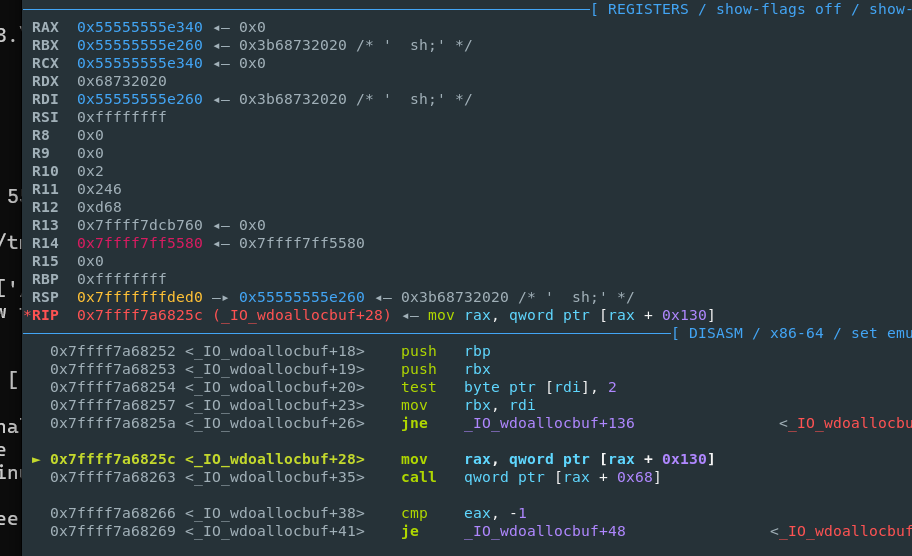 [ REGISTERS / show-flags off / show-
RAX 0x55555555e340 ◂— 0x0
RBX 0x55555555e260 ◂— 0x3b68732020 /* '  sh;' */
RCX 0x55555555e340 ◂— 0x0
RDX 0x68732020
RDI 0x55555555e260 ◂— 0x3b68732020 /* '  sh;' */
RSI 0xffffffff
R8 0x0
R9 0x0
R10 0x2
R11 0x246
R12 0xd68
R13 0x7ffff7dcb760 ◂— 0x0
R14 0x7ffff7ff5580 ◂— 0x7ffff7ff5580
R15 0x0
RBP 0xffffffff
RSP 0x7fffffffded0 —▸ 0x55555555e260 ◂— 0x3b68732020 /* '  sh;' */
*RIP 0x7ffff7a6825c (_IO_wdoallocbuf+28) ◂— mov rax, qword ptr [rax + 0x130]
[ DISASM / x86-64 / set emu
0x7ffff7a68252 <_IO_wdoallocbuf+18> push rbp
0x7ffff7a68253 <_IO_wdoallocbuf+19> push rbx
0x7ffff7a68254 <_IO_wdoallocbuf+20> test byte ptr [rdi], 2
0x7ffff7a68257 <_IO_wdoallocbuf+23> mov rbx, rdi
0x7ffff7a6825a <_IO_wdoallocbuf+26> jne _IO_wdoallocbuf+136 <_IO_wdoallocbu
► 0x7ffff7a6825c <_IO_wdoallocbuf+28> mov rax, qword ptr [rax + 0x130]
0x7ffff7a68263 <_IO_wdoallocbuf+35> call qword ptr [rax + 0x68]
0x7ffff7a68266 <_IO_wdoallocbuf+38> cmp eax, -1
0x7ffff7a68269 <_IO_wdoallocbuf+41> je _IO_wdoallocbuf+48 <_IO_wdoallocbuf